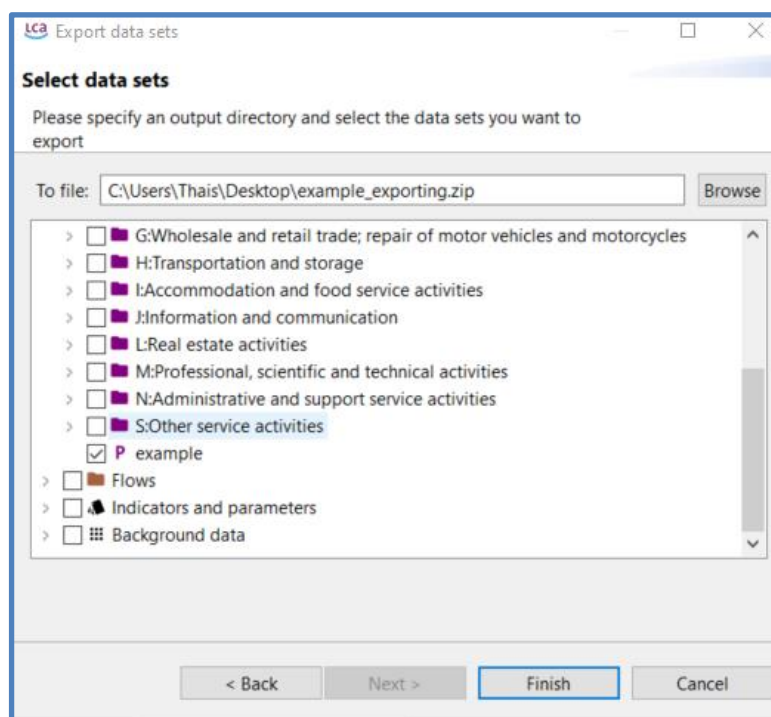 LCA Export data sets
Select data sets
Please specify an output directory and select the data sets you want to
export
To file: C:\Users\Thais\Desktop\example_exporting.zip Browse
G:Wholesale and retail trade; repair of motor vehicles and motorcycles
H:Transportation and storage
I:Accommodation and food service activities
J:Information and communication
L:Real estate activities
M:Professional, scientific and technical activities
N:Administrative and support service activities
S:Other service activities
P example
Flows
Indicators and parameters
Background data
< Back Next > Finish Cancel